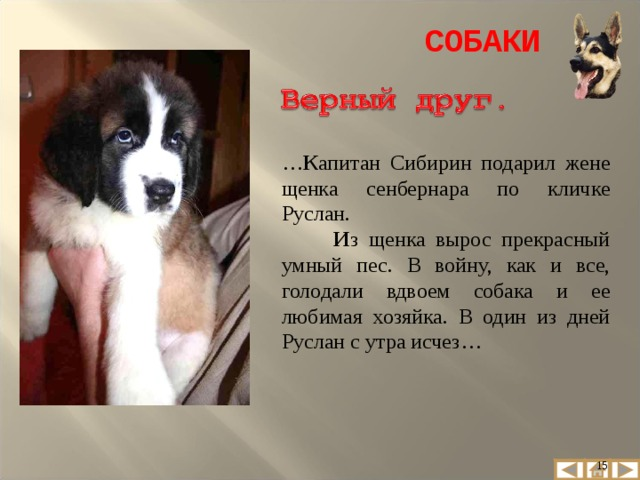 СОБАКИ
Верный друг.
…Капитан Сибирин подарил жене
щенка сенбернара по кличке
Руслан.
Из щенка вырос прекрасный
умный пес. В войну, как и все,
голодали вдвоем собака и ее
любимая хозяйка. В один из дней
Руслан с утра исчез…
15